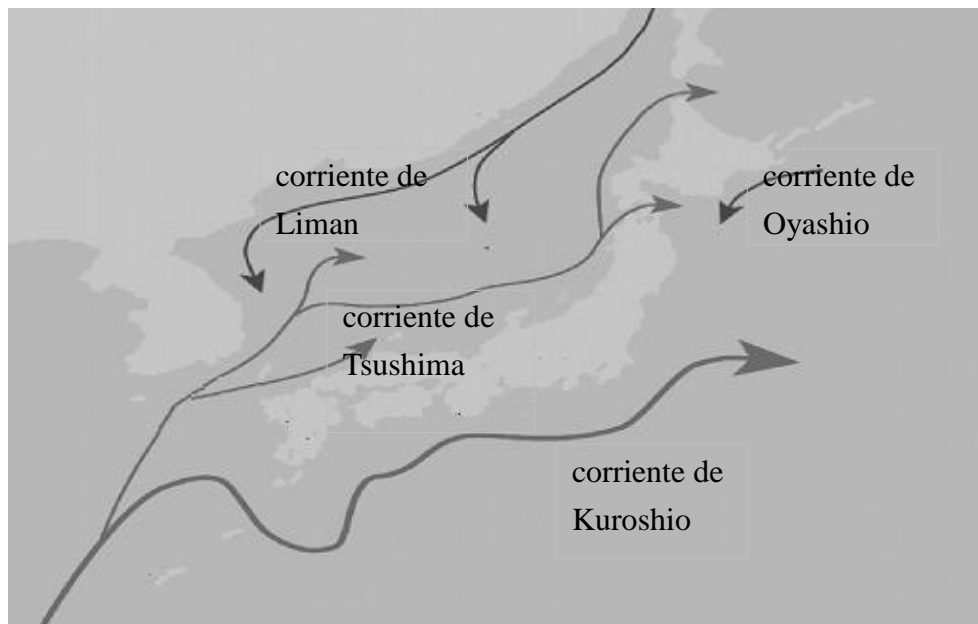 corriente de
Liman
corriente de
Oyashio
corriente de
Tsushima
corriente de
Kuroshio